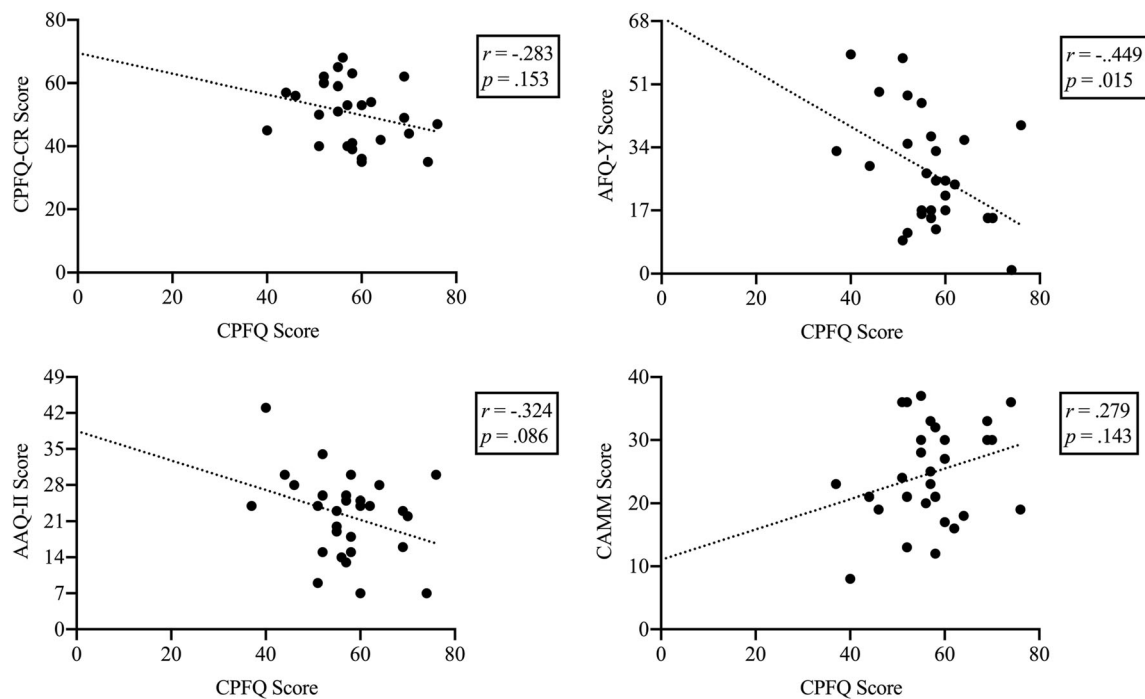 80
60
40
20
0
CPFQ-CR Score
0 20 40 60 80
CPFQ Score
r = -.283
p = .153
68
51
34
17
0
AFQ-Y Score
0 20 40 60 80
CPFQ Score
r = -..449
p = .015
49
42
35
28
21
14
7
0
AAQ-II Score
0 20 40 60 80
CPFQ Score
r = -.324
p = .086
40
30
20
10
0
CAMM Score
0 20 40 60 80
CPFQ Score
r = .279
p = .143